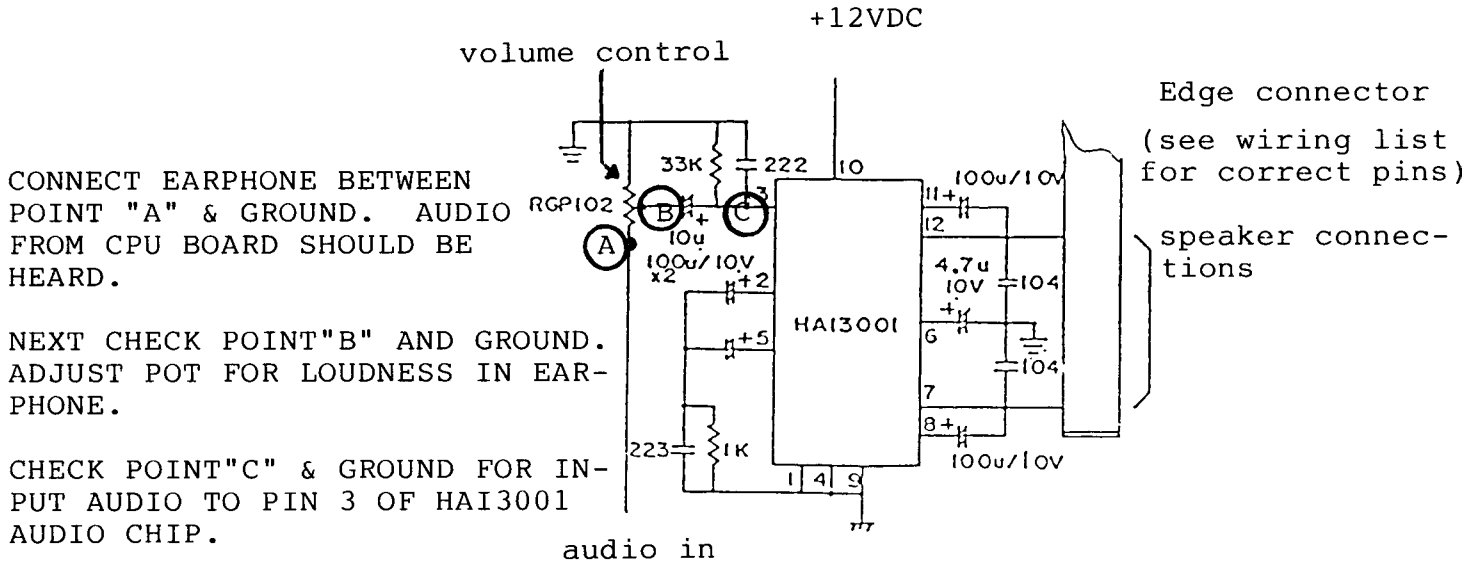 +12VDC
volume control
Edge connector
(see wiring list
for correct pins)
CONNECT EARPHONE BETWEEN
POINT "A" & GROUND. AUDIO
FROM CPU BOARD SHOULD BE
HEARD.
NEXT CHECK POINT"B" AND GROUND.
ADJUST POT FOR LOUDNESS IN EAR-
PHONE.
CHECK POINT"C" & GROUND FOR IN-
PUT AUDIO TO PIN 3 OF HA13001
AUDIO CHIP.
33K
222
3
10
RGP102
B
C
A
+
10u
100u/10V
x2
+2
+5
HA13001
11+
100u/10V
12
speaker connec-
tions
4.7u
10V
104
+
6
104
7
8+
100u/10V
223
1K
1 4 9
audio in